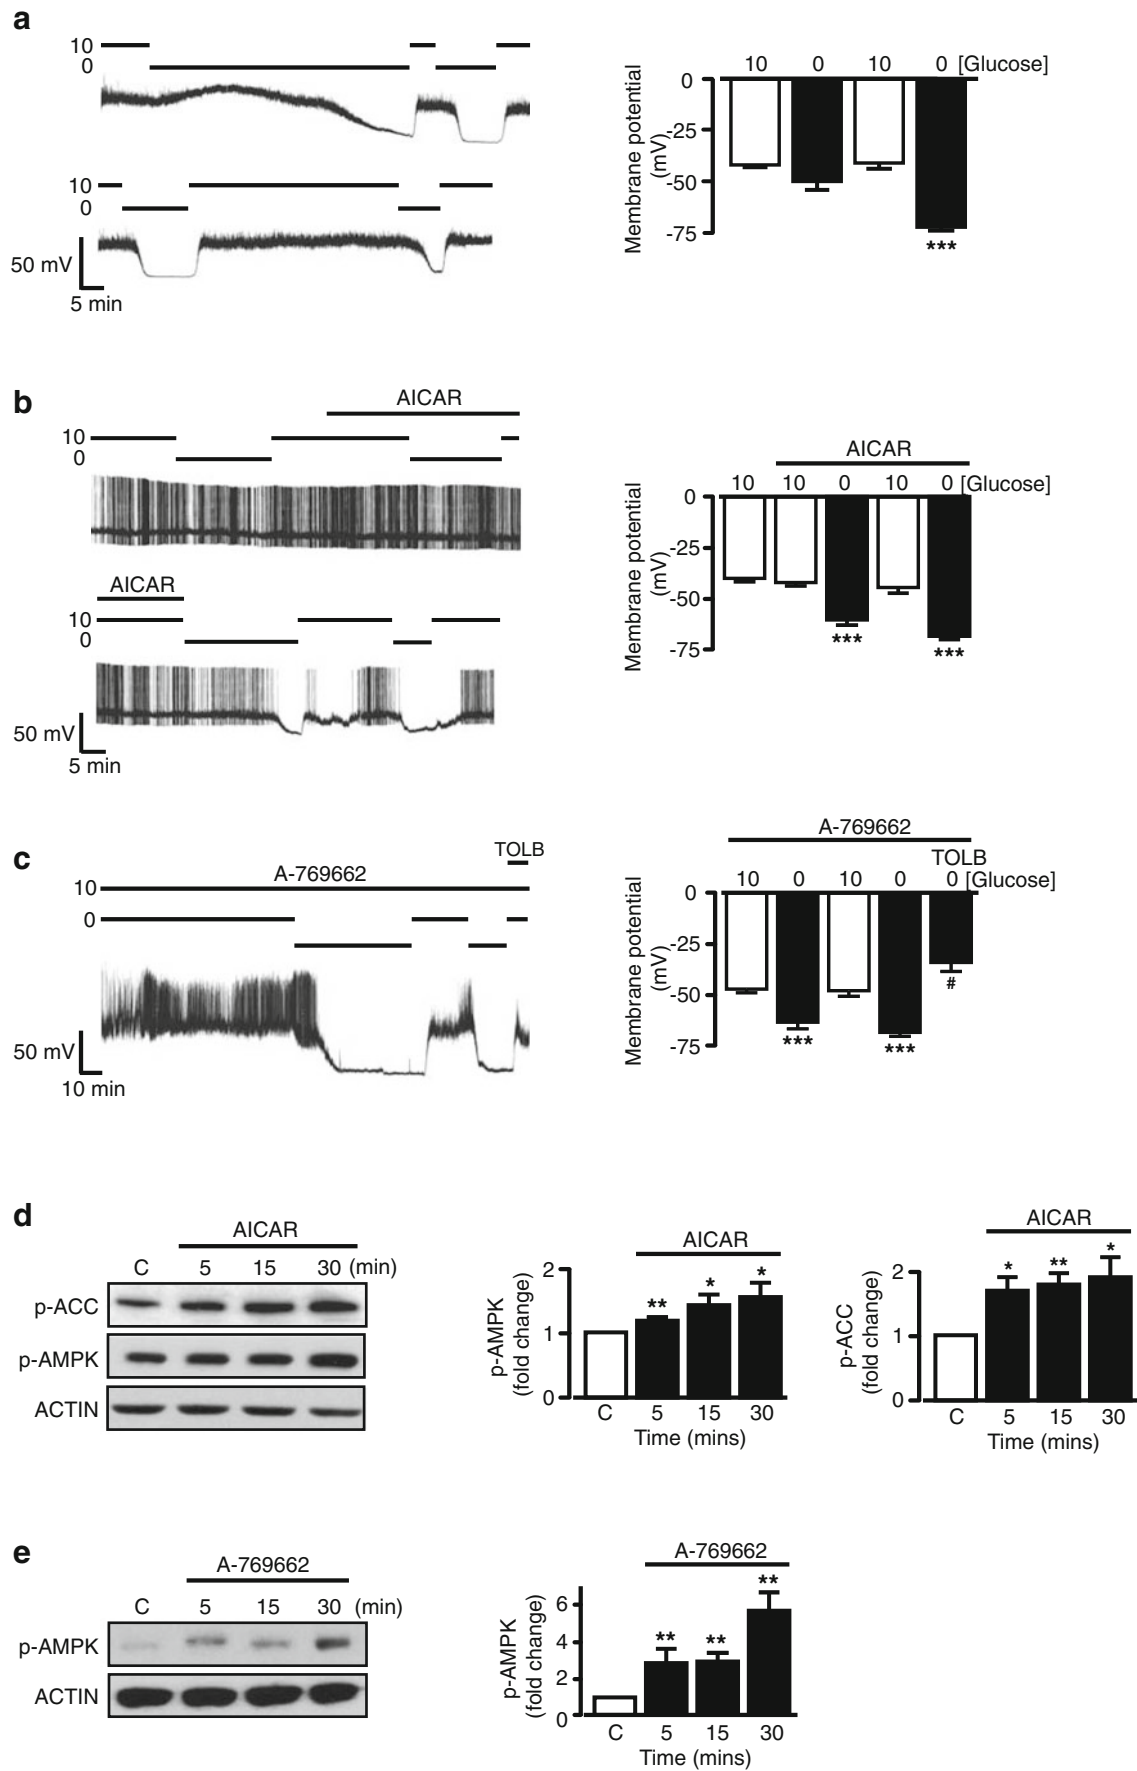 a
10
0
10
0
50 mV
5 min
10 0 10 0 [Glucose]
0
-25
-50
-75
Membrane potential
(mV)
***
b
AICAR
10
0
AICAR
10
0
50 mV
5 min
AICAR
10 10 0 10 0 [Glucose]
0
-25
-50
-75
Membrane potential
(mV)
***
***
c
TOLB
A-769662
10
0
50 mV
10 min
A-769662
TOLB
10 0 10 0 0 [Glucose]
0
-25
-50
-75
Membrane potential
(mV)
***
***
#
d
AICAR
C 5 15 30 (min)
p-ACC
p-AMPK
ACTIN
AICAR
2
1
0
p-AMPK
(fold change)
**
*
*
C 5 15 30
Time (mins)
AICAR
2
1
0
p-ACC
(fold change)
*
**
*
C 5 15 30
Time (mins)
e
A-769662
C 5 15 30 (min)
p-AMPK
ACTIN
A-769662
6
4
2
0
p-AMPK
(fold change)
**
**
**
C 5 15 30
Time (mins)